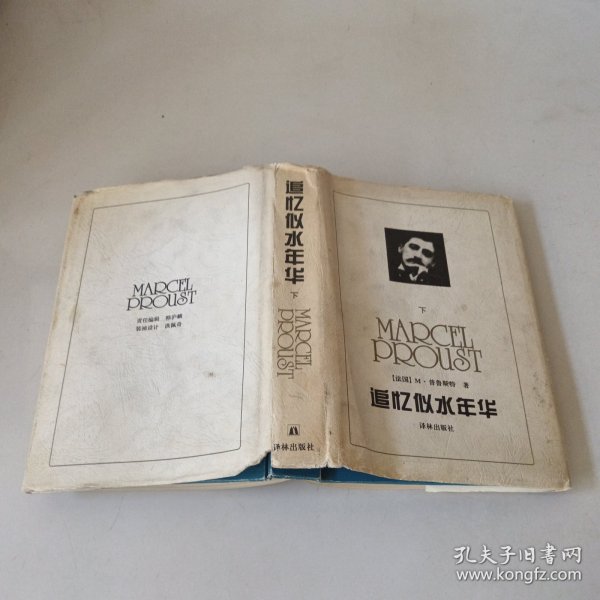 MARCEL
PROUST
责任编辑 韩沪麟
装祯设计 速佩奇
追忆似水年华
下
MARCEL
PROUST
译林出版社
下
MARCEL
PROUST
[法国] M·普鲁斯特 著
追忆似水年华
译林出版社
孔夫子旧书网
www.kongfz.com